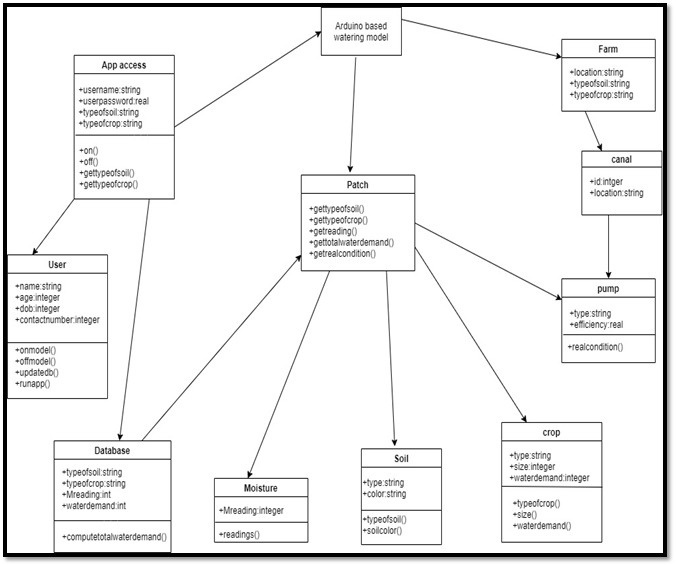 Arduino based
watering model
App access
+username:string
+userpassword:real
+typeofsoil:string
+typeofcrop:string
+on()
+off()
+gettypeofsoil()
+gettypeofcrop()
Farm
+location:string
+typeofsoil:string
+typeofcrop:string
canal
+id:intger
+location:string
Patch
+gettypeofsoil()
+gettypeofcrop()
+getreading()
+gettotalwaterdemand()
+getrealcondition()
User
+name:string
+age:integer
+dob:integer
+contactnumber:integer
+onmodel()
+offmodel()
+updatedb()
+runapp()
pump
+type:string
+efficiency:real
+realcondition()
Database
+typeofsoil:string
+typeofcrop:string
+Mreading:int
+waterdemand:int
+computetotalwaterdemand()
Moisture
+Mreading:integer
+readings()
Soil
+type:string
+color:string
+typeofsoil()
+soilcolor()
crop
+type:string
+size:integer
+waterdemand:integer
+typeofcrop()
+size()
+waterdemand()